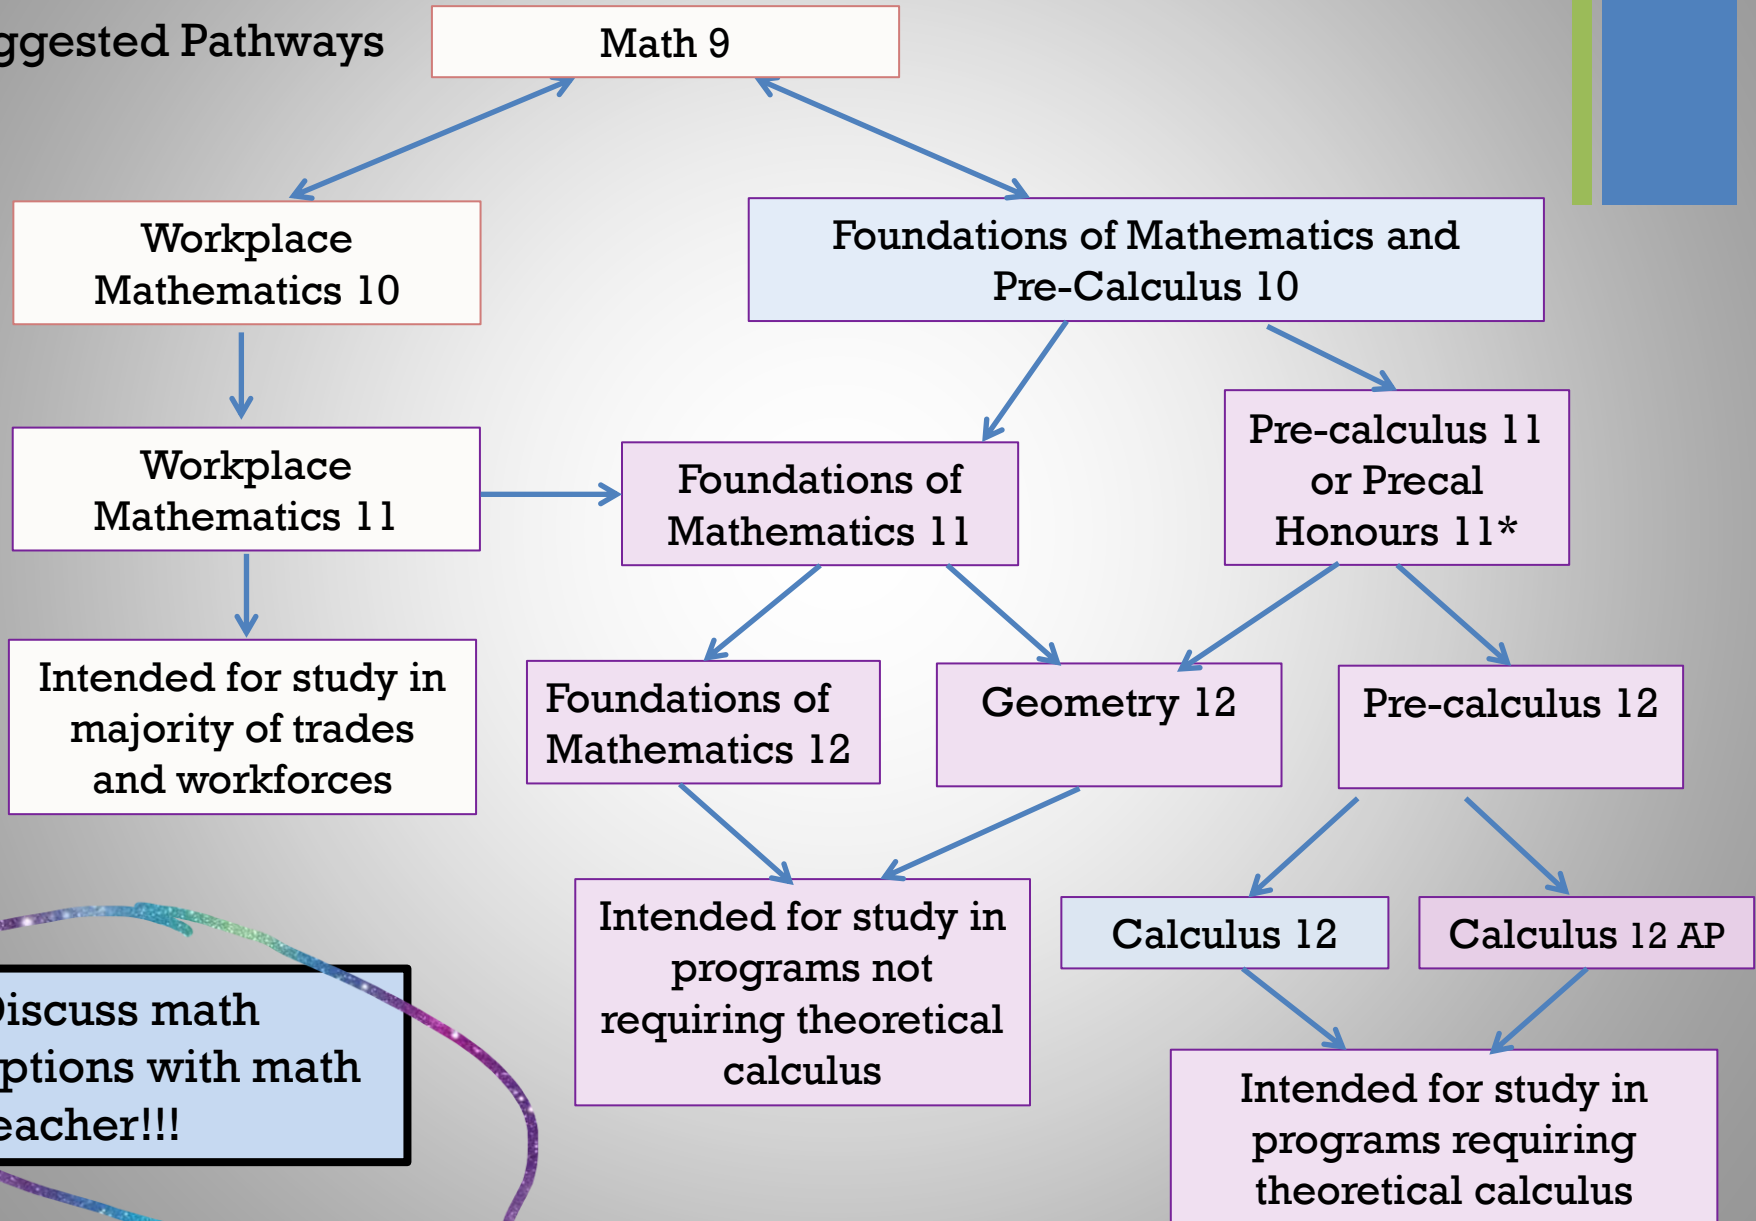 Pathways
Math 9
Workplace
Mathematics 10
Foundations of Mathematics and
Pre-Calculus 10
Workplace
Mathematics 11
Foundations of
Mathematics 11
Pre-calculus 11
or Precal
Honours 11*
Intended for study in
majority of trades
and workforces
Foundations of
Mathematics 12
Geometry 12
Pre-calculus 12
Intended for study in
programs not
requiring theoretical
calculus
Calculus 12
Calculus 12 AP
Discuss math
ptions with math
eacher!!!
Intended for study in
programs requiring
theoretical calculus